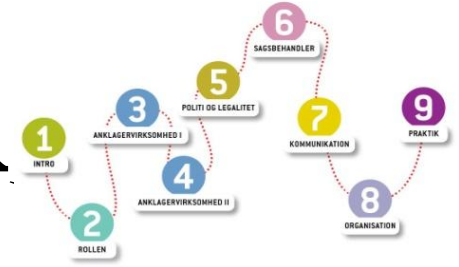 1
INTRO
2
ROLLEN
3
ANKLAGERVIRKSOMHED I
4
ANKLAGERVIRKSOMHED II
5
POLITI OG LEGALITET
6
SAGSBEHANDLER
7
KOMMUNIKATION
8
ORGANISATION
9
PRAKTIK